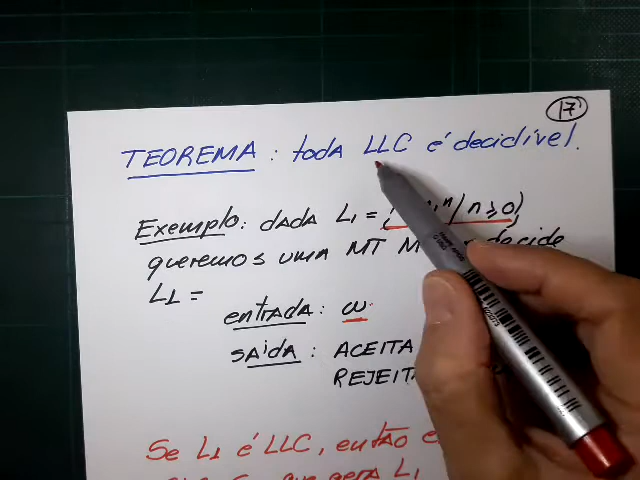 17
TEOREMA : toda LLC é decidível.
Exemplo: dada L1 = { n | n ≥ 0}
queremos uma MT M decide
L1 =
entrada : ω
saída : ACEITA
Se L1 é LLC, então
que gera L1